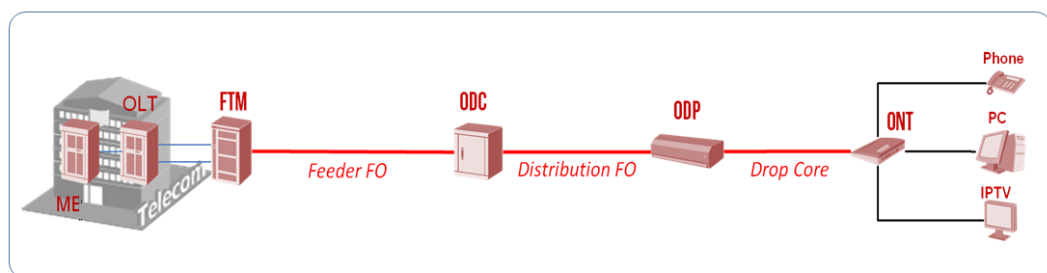 ME
OLT
Telecom
FTM
Feeder FO
ODC
Distribution FO
ODP
Drop Core
ONT
Phone
PC
IPTV